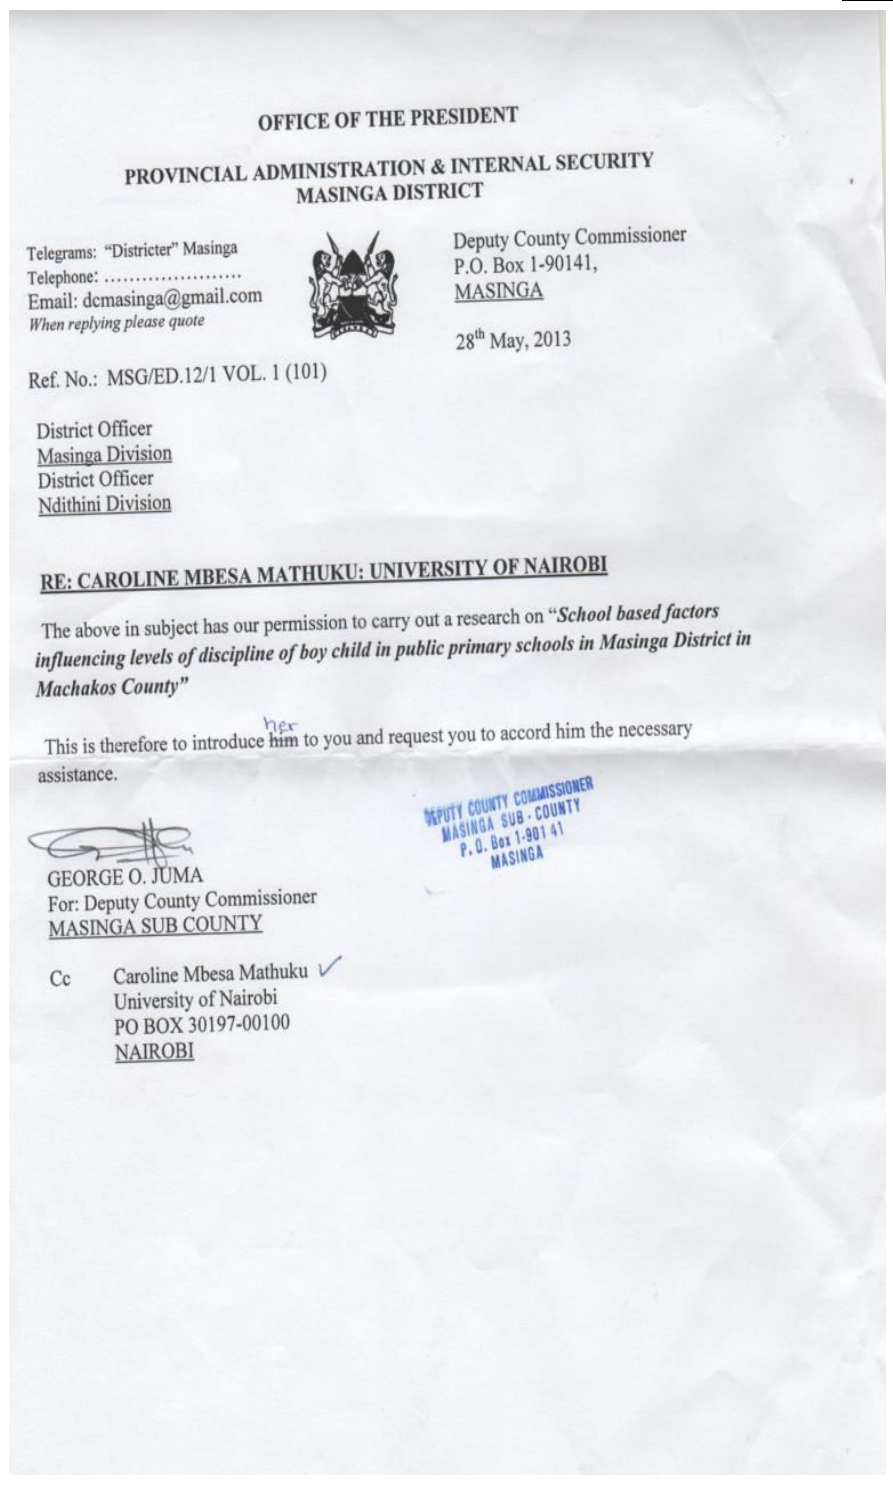 OFFICE OF THE PRESIDENT
PROVINCIAL ADMINISTRATION & INTERNAL SECURITY
MASINGA DISTRICT
Telegrams: “Districter” Masinga
Telephone: ......................
Email: dcmasinga@gmail.com
When replying please quote
Deputy County Commissioner
P.O. Box 1-90141,
MASINGA
28th May, 2013
Ref. No.: MSG/ED.12/1 VOL. 1 (101)
District Officer
Masinga Division
District Officer
Ndithini Division
RE: CAROLINE MBESA MATHUKU: UNIVERSITY OF NAIROBI
The above in subject has our permission to carry out a research on “School based factors
influencing levels of discipline of boy child in public primary schools in Masinga District in
Machakos County”
her
This is therefore to introduce him to you and request you to accord him the necessary
assistance.
DEPUTY COUNTY COMMISSIONER
MASINGA SUB - COUNTY
P. O. Box 1-901 41
MASINGA
GEORGE O. JUMA
For: Deputy County Commissioner
MASINGA SUB COUNTY
Cc Caroline Mbesa Mathuku
University of Nairobi
PO BOX 30197-00100
NAIROBI